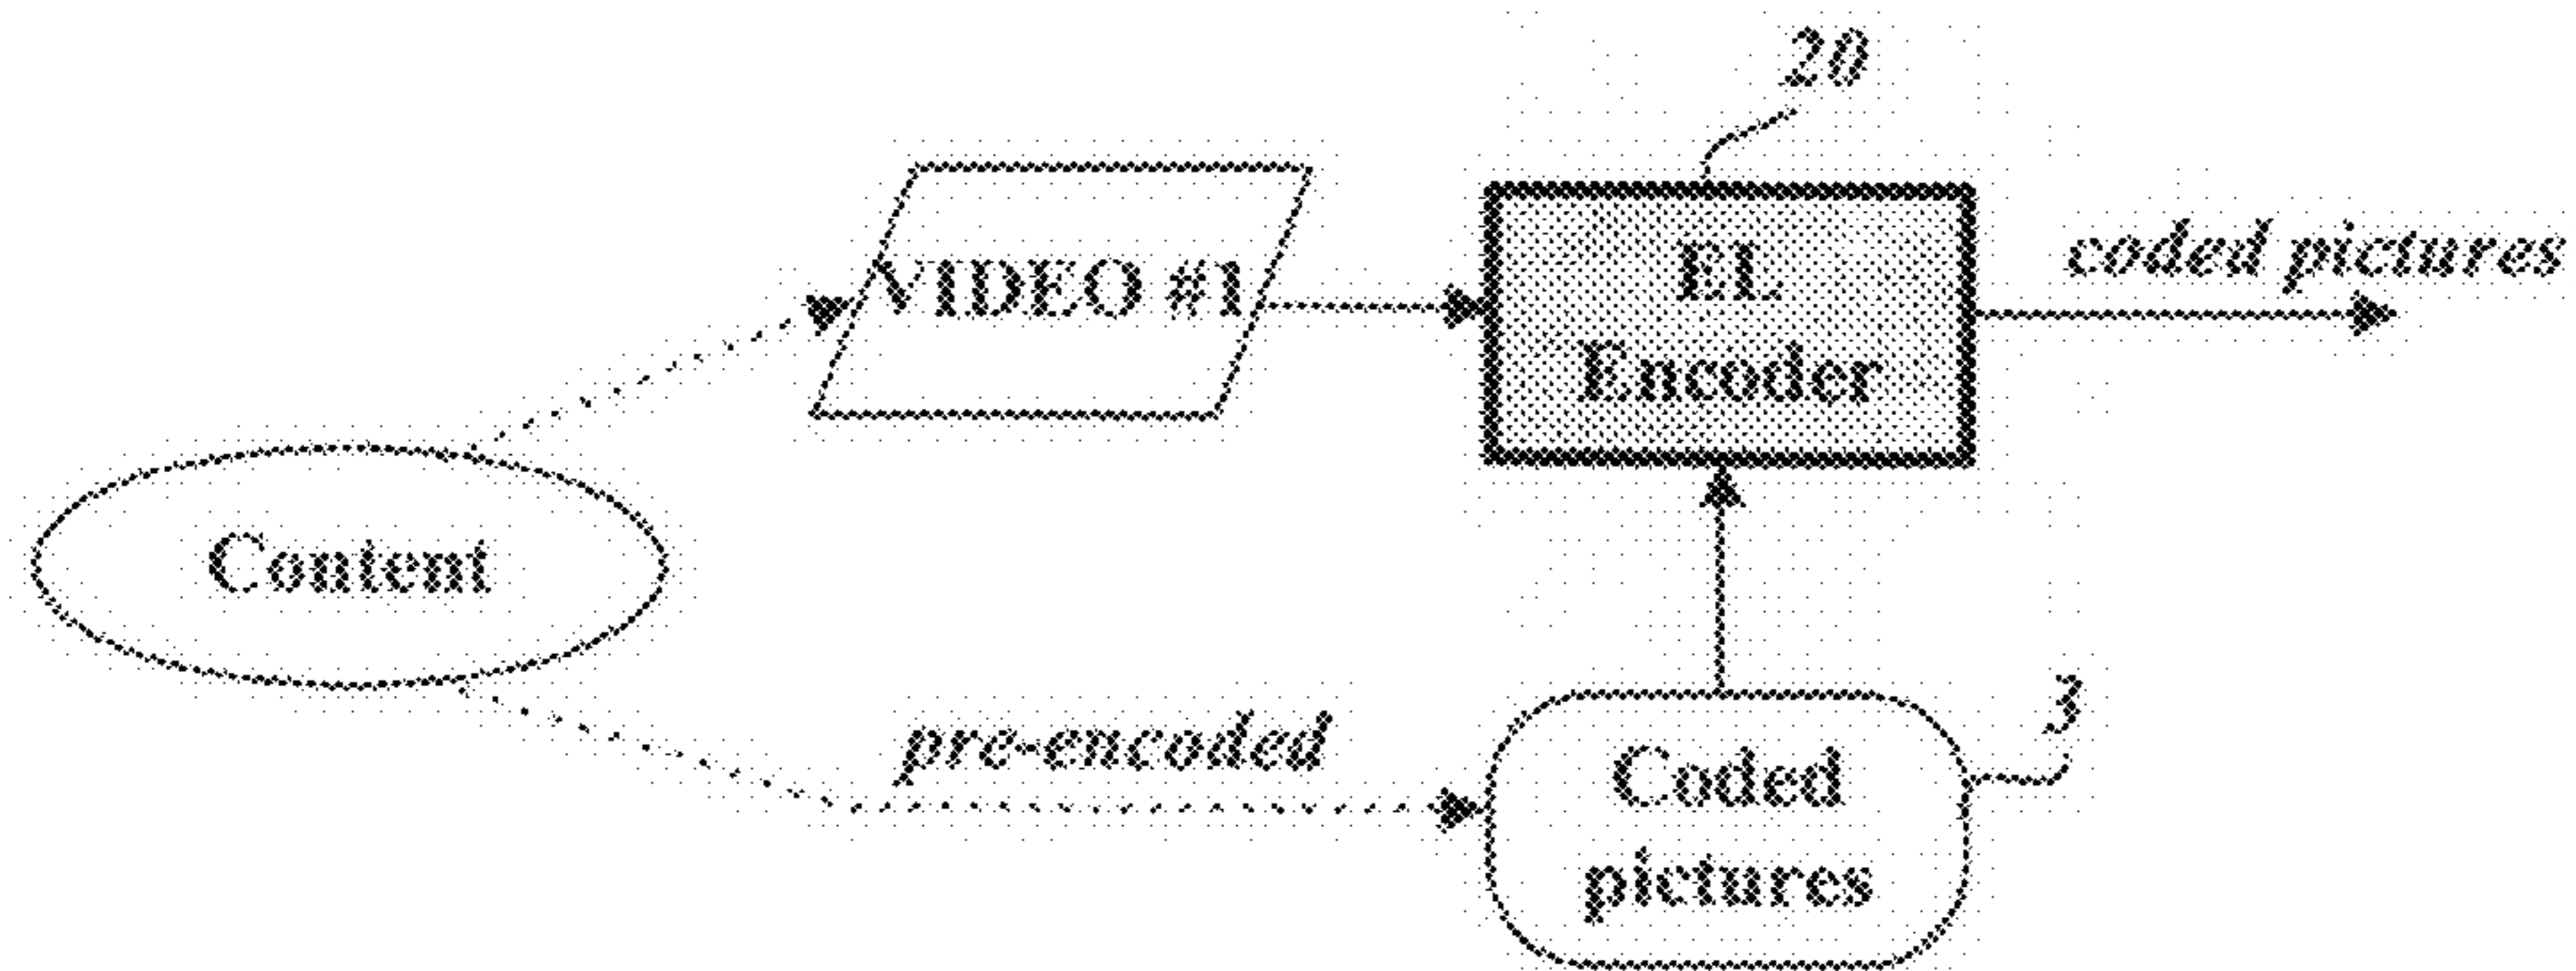 20
VIDEO #1
EL
Encoder
coded pictures
Content
pre-encoded
3
Coded
pictures